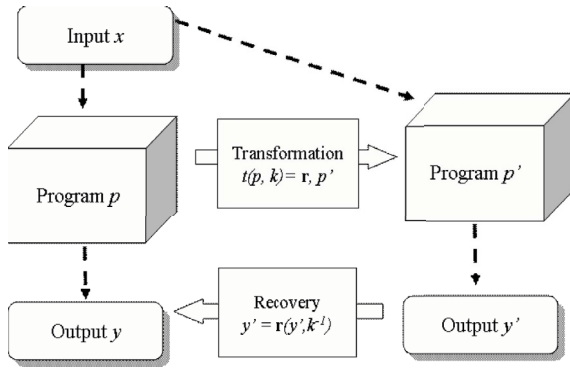 Input x
Program p
Transformation
t(p, k)= r, p'
Program p'
Recovery
y' = r(y',k⁻¹)
Output y
Output y'